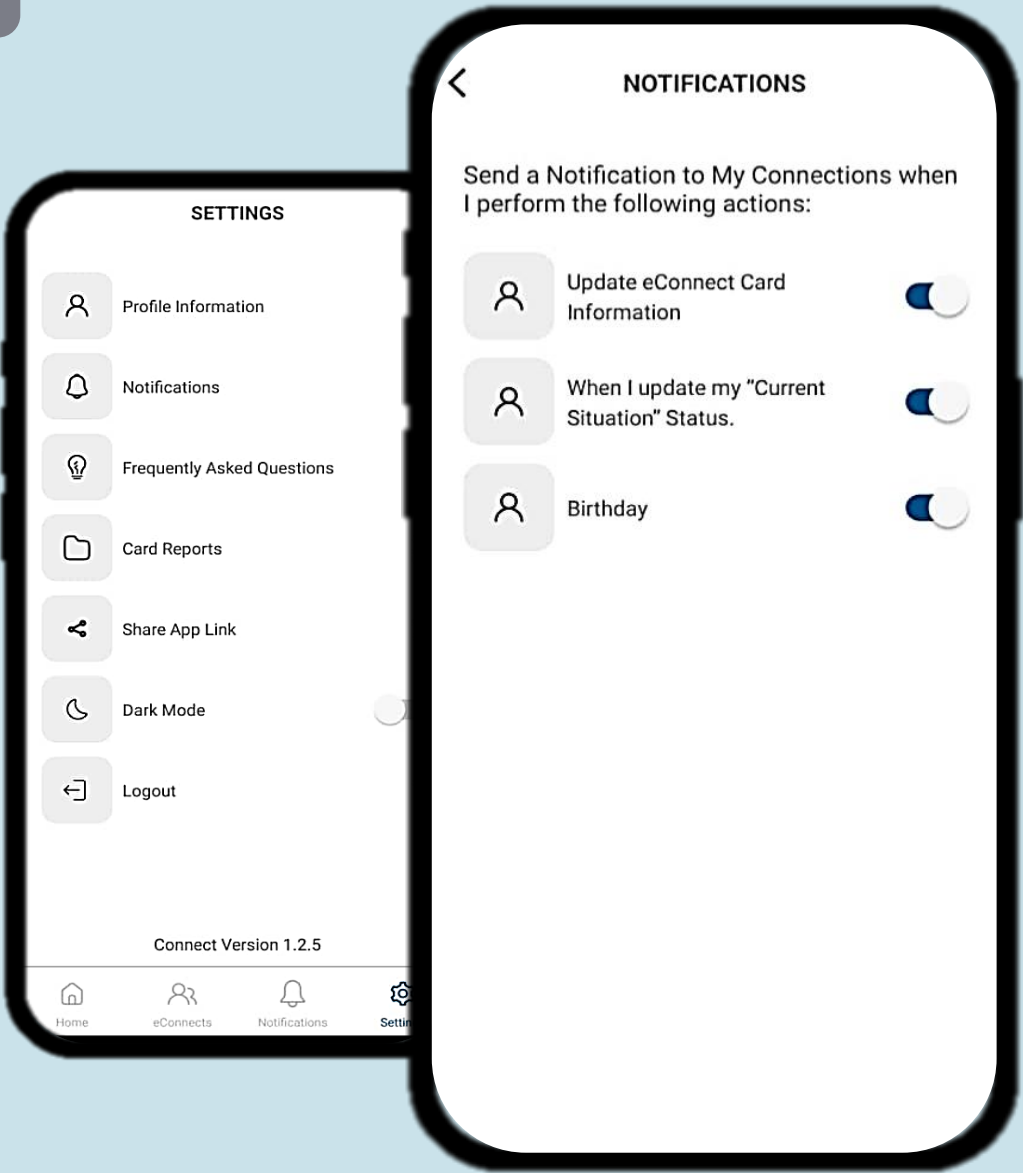 SETTINGS
Profile Information
Notifications
Frequently Asked Questions
Card Reports
Share App Link
Dark Mode
Logout
Connect Version 1.2.5
Home
eConnects
Notifications
Settin
NOTIFICATIONS
Send a Notification to My Connections when
I perform the following actions:
Update eConnect Card
Information
When I update my "Current
Situation" Status.
Birthday